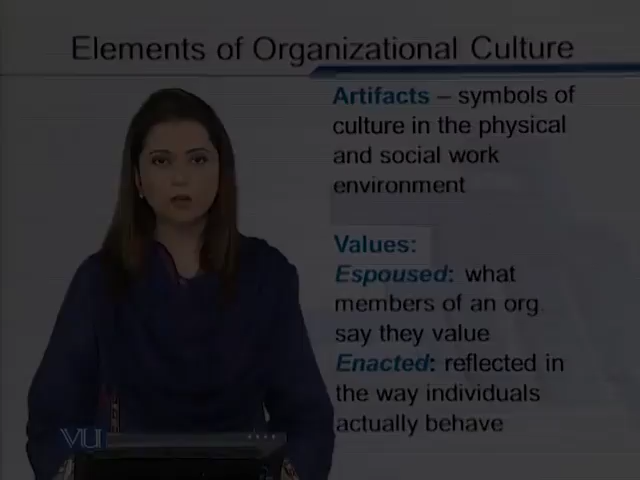 Elements of Organizational Culture
Artifacts – symbols of
culture in the physical
and social work
environment
Values:
Espoused: what
members of an org.
say they value
Enacted: reflected in
the way individuals
actually behave
VU